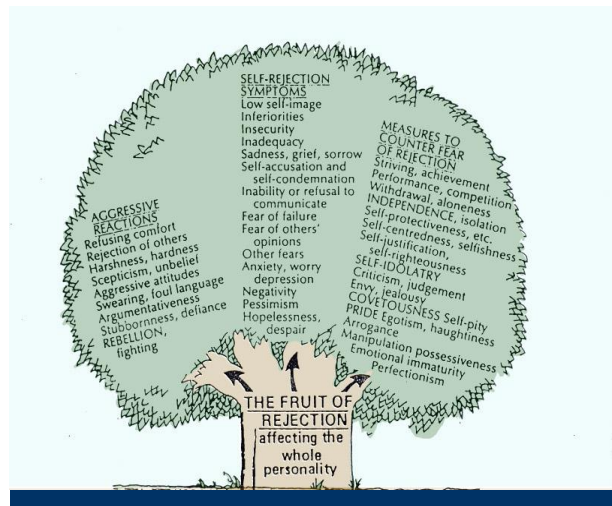 AGGRESSIVE
REACTIONS
Refusing comfort
Rejection of others
Harshness, hardness
Scepticism, unbelief
Aggressive attitudes
Swearing, foul language
Argumentativeness
Stubbornness, defiance
REBELLION,
fighting
SELF-REJECTION
SYMPTOMS
Low self-image
Inferiorities
Insecurity
Inadequacy
Sadness, grief, sorrow
Self-accusation and
self-condemnation
Inability or refusal to
communicate
Fear of failure
Fear of others'
opinions
Other fears
Anxiety, worry
depression
Negativity
Pessimism
Hopelessness,
despair
MEASURES TO
COUNTER FEAR
OF REJECTION
Striving, achievement
Performance, competition
Withdrawal, aloneness
INDEPENDENCE, isolation
Self-protectiveness, etc.
Self-centredness, selfishness
Self-justification,
self-righteousness
SELF-IDOLATRY
Criticism, judgement
Envy, jealousy
COVETOUSNESS Self-pity
PRIDE Egotism, haughtiness
Arrogance
Manipulation possessiveness
Emotional immaturity
Perfectionism
THE FRUIT OF
REJECTION
affecting the
whole
personality